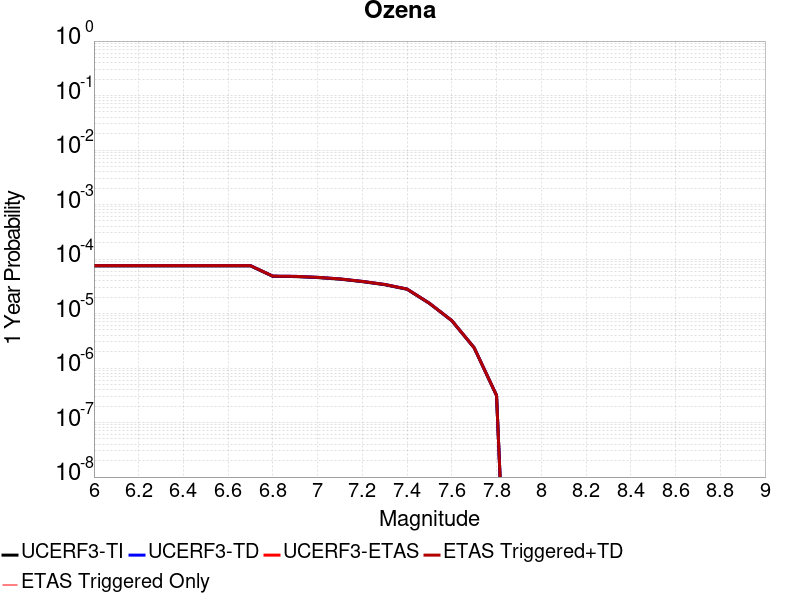 Ozena
1 Year Probability
10^0
10^-1
10^-2
10^-3
10^-4
10^-5
10^-6
10^-7
10^-8
6 6.2 6.4 6.6 6.8 7 7.2 7.4 7.6 7.8 8 8.2 8.4 8.6 8.8 9
Magnitude
UCERF3-TI UCERF3-TD UCERF3-ETAS ETAS Triggered+TD
ETAS Triggered Only